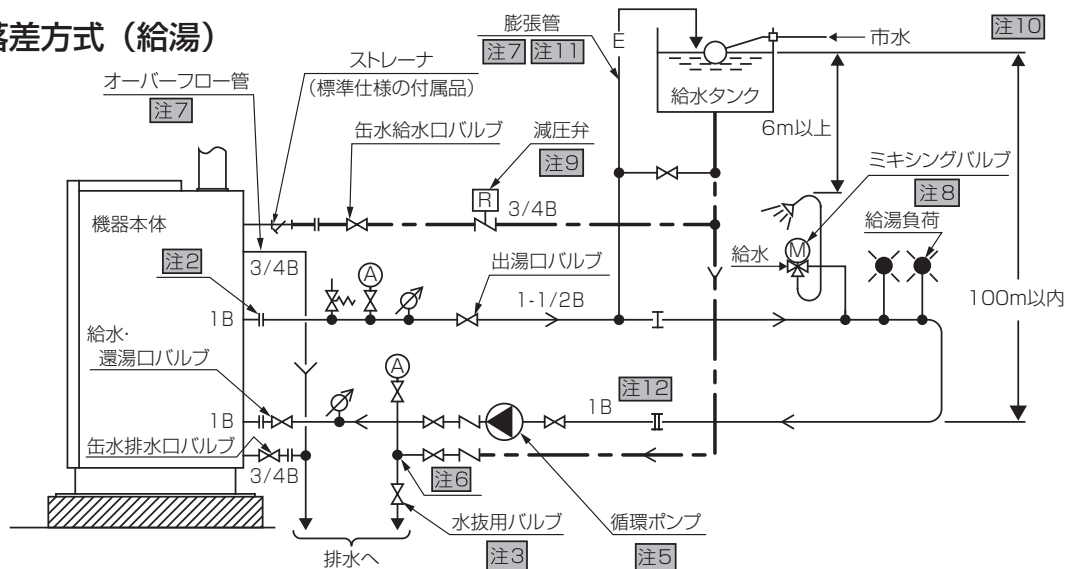 落差方式（給湯）
膨張管
注7 注11
E
市水
注10
ストレーナ
（標準仕様の付属品）
オーバーフロー管
注7
缶水給水口バルブ
減圧弁
注9
給水タンク
6m以上
ミキシングバルブ
注8
給湯負荷
機器本体
R
3/4B
給水
M
注2
3/4B
A
出湯口バルブ
1-1/2B
100m以内
1B
給水・
還湯口バルブ
A
注12
1B
1B
缶水排水口バルブ
3/4B
注6
水抜用バルブ
注3
循環ポンプ
注5
排水へ